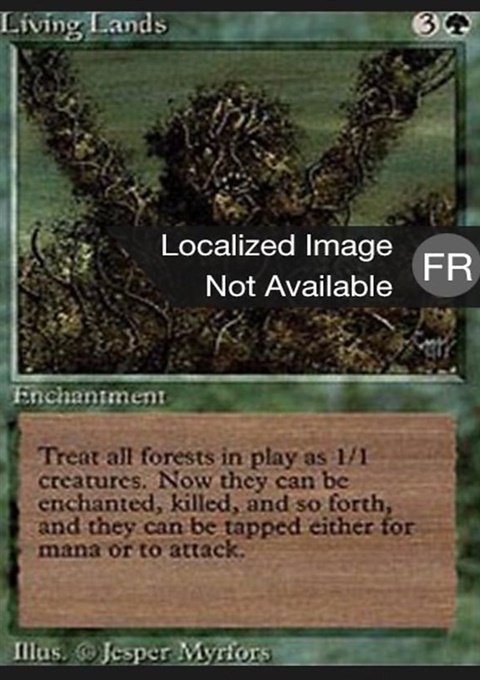 Living Lands 3
Localized Image
Not Available
FR
Enchantment
Treat all forests in play as 1/1
creatures. Now they can be
enchanted, killed, and so forth,
and they can be tapped either for
mana or to attack.
Illus. © Jesper Myrfors